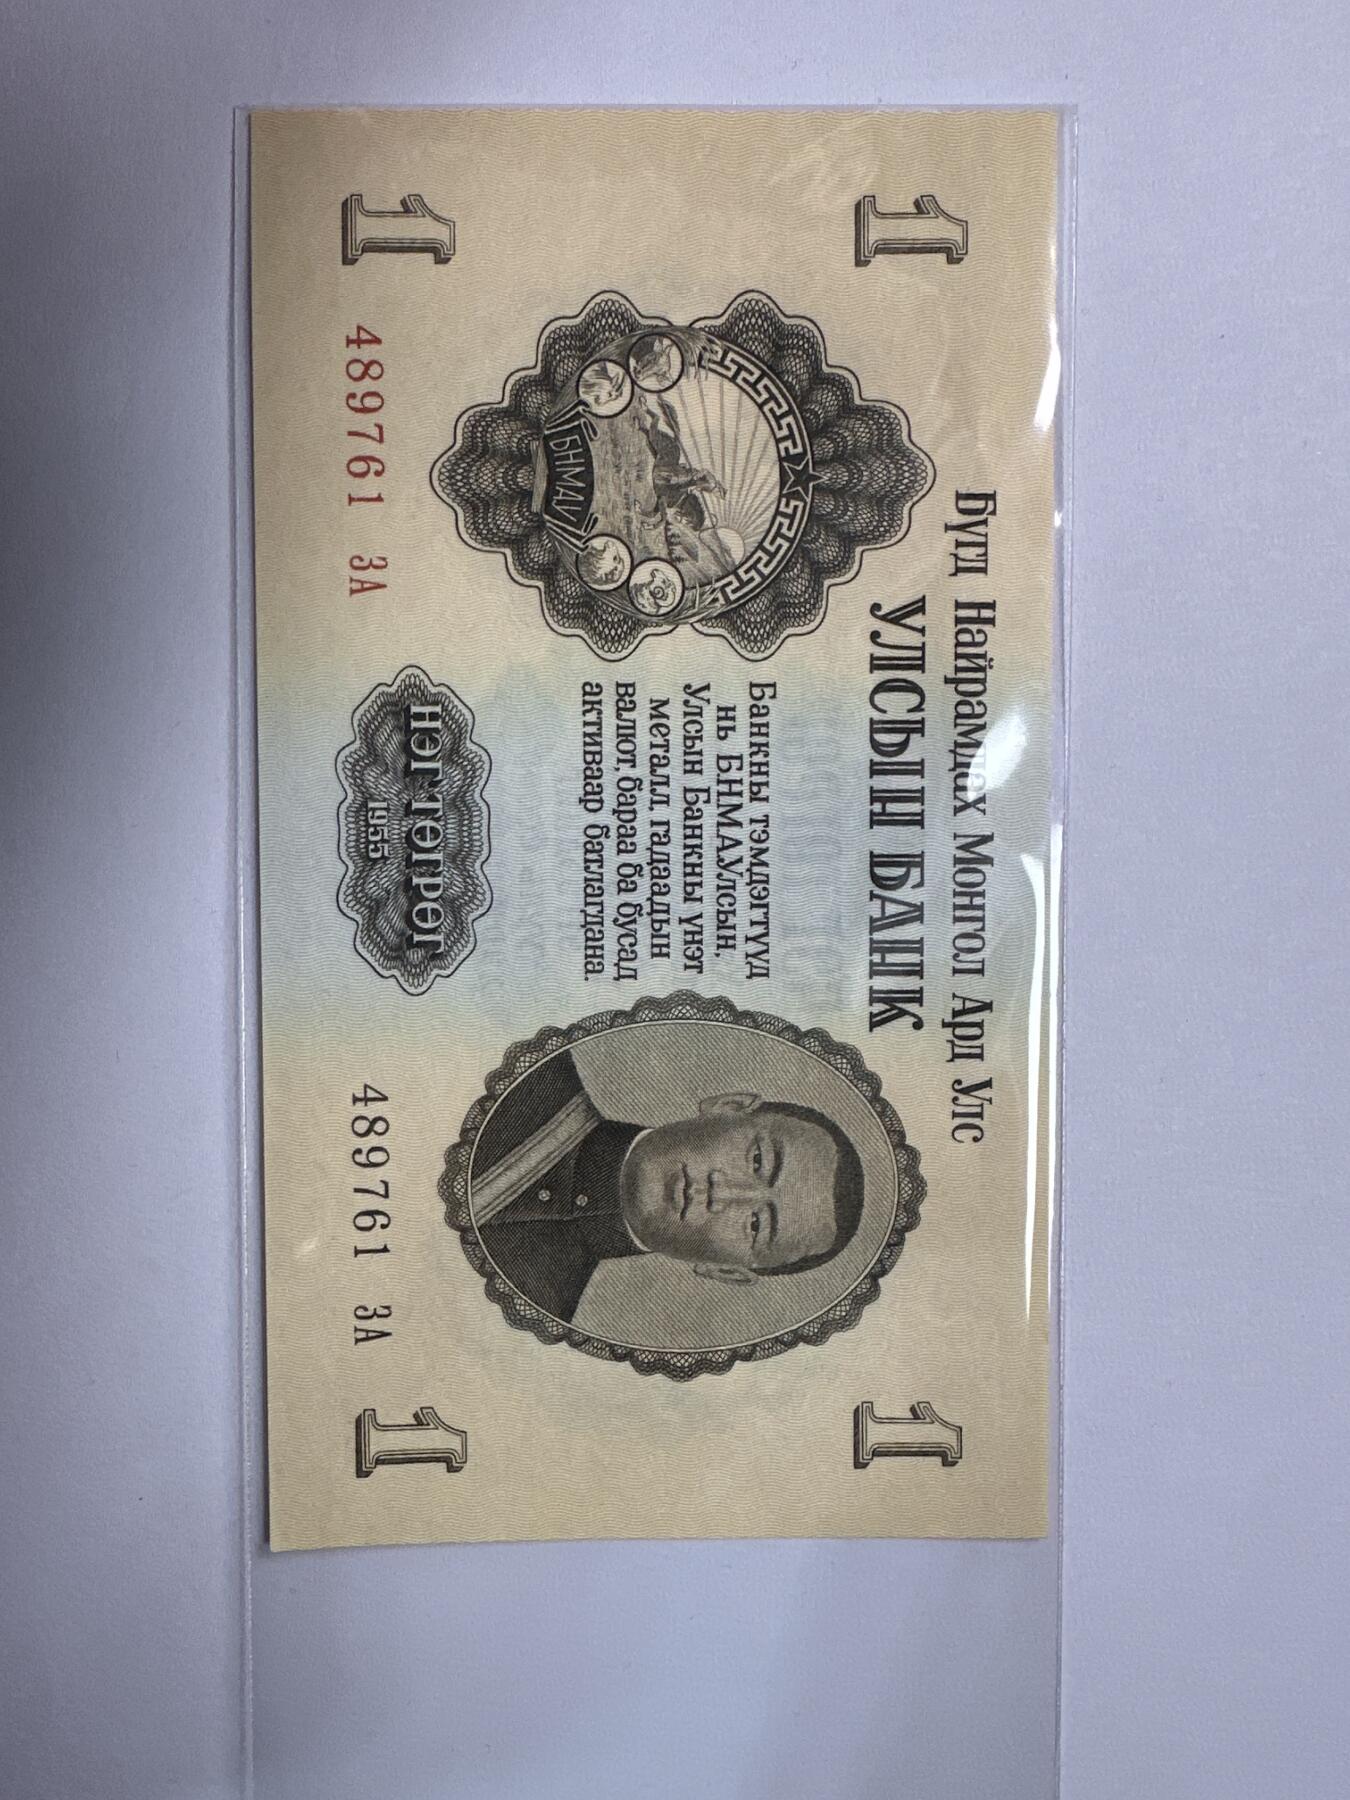 Бүгд Найрамдах Монгол Ард Улс
УЛСЫН БАНК
1
1
БНМАУ
Банкны тэмдэгтүүд
нь БНМАУлсын,
Улсын Банкны үнэт
металл, гадаадын
валют, бараа ба бусад
активаар батлагдана.
489761 ЗА
НЭГ ТӨГРӨГ
1955
489761 ЗА
1
1